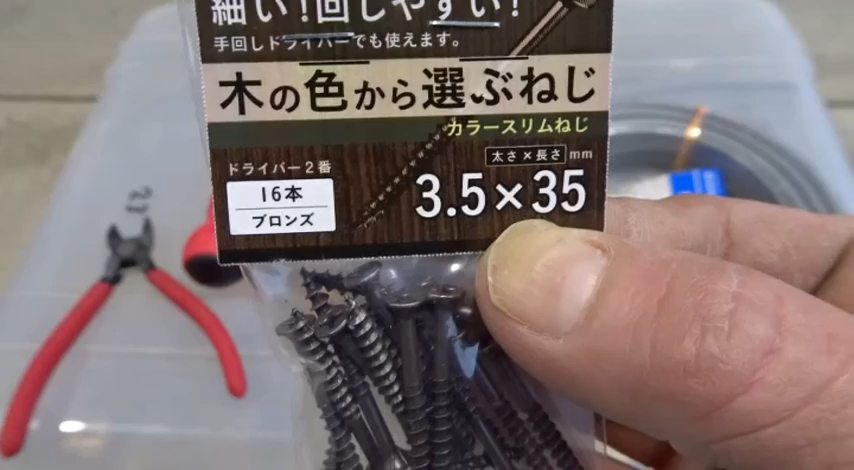 細い!回しやすい!
手回しドライバーでも使えます。
木の色から選ぶねじ
カラースリムねじ
太さ×長さ mm
ドライバー2番
3.5×35
16本
ブロンズ